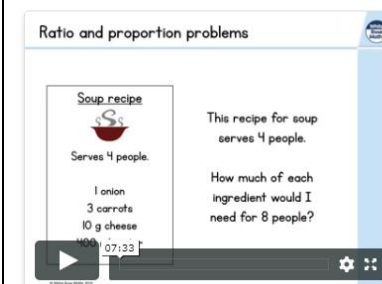 Ratio and proportion problems
Soup recipe
Serves 4 people.
1 onion
3 carrots
10 g cheese
400
07:33
This recipe for soup
serves 4 people.
How much of each
ingredient would I
need for 8 people?